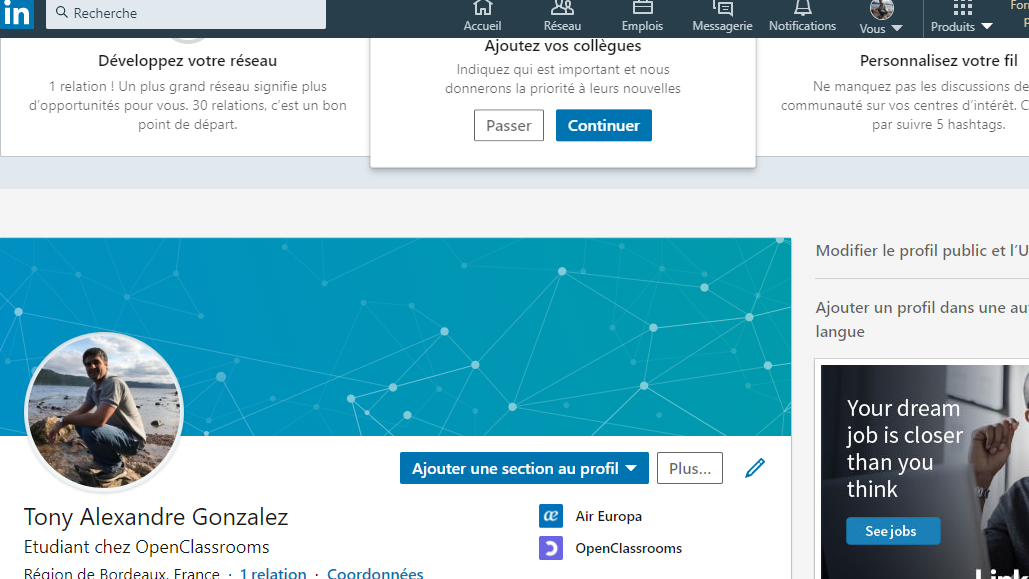 in
Recherche
Accueil
Réseau
Emplois
Messagerie
Notifications
Vous
Produits
Développez votre réseau
1 relation ! Un plus grand réseau signifie plus
d’opportunités pour vous. 30 relations, c’est un bon
point de départ.
Ajoutez vos collègues
Indiquez qui est important et nous
donnerons la priorité à leurs nouvelles
Passer
Continuer
Personnalisez votre fil
Ne manquez pas les discussions de
communauté sur vos centres d’intérêt. C
par suivre 5 hashtags.
Modifier le profil public et l’U
Ajouter un profil dans une au
langue
Your dream
job is closer
than you
think
See jobs
Ajouter une section au profil
Plus...
Tony Alexandre Gonzalez
Etudiant chez OpenClassrooms
Région de Bordeaux, France · 1 relation · Coordonnées
æ Air Europa
OpenClassrooms